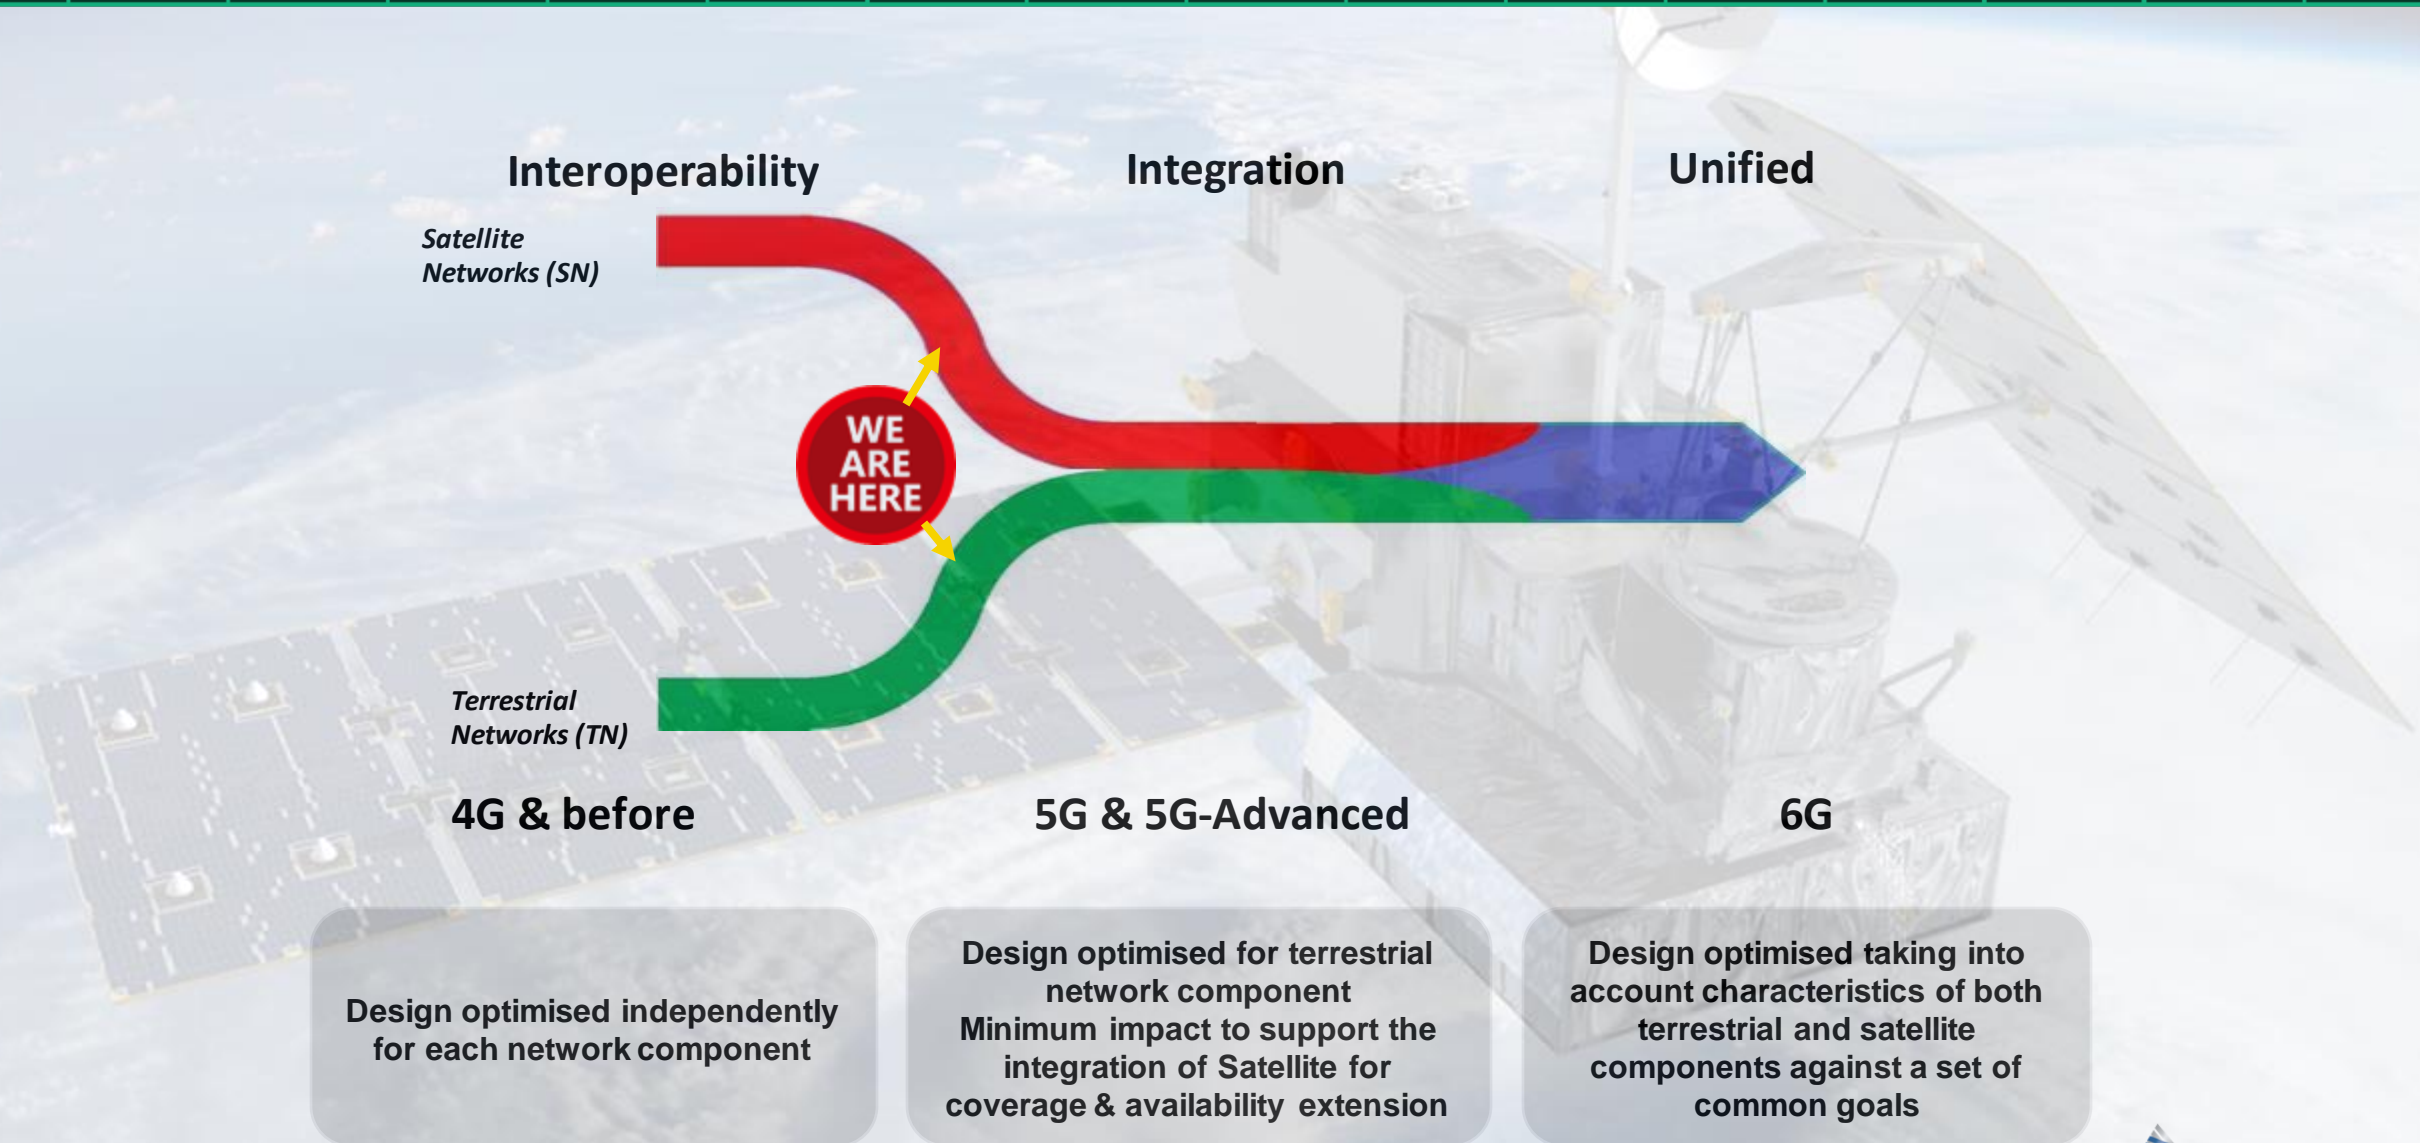 Interoperability
Integration
Unified
Satellite
Networks (SN)
WE
ARE
HERE
Terrestrial
Networks (TN)
4G & before
5G & 5G-Advanced
6G
Design optimised independently
for each network component
Design optimised for terrestrial
network component
Minimum impact to support the
integration of Satellite for
coverage & availability extension
Design optimised taking into
account characteristics of both
terrestrial and satellite
components against a set of
common goals